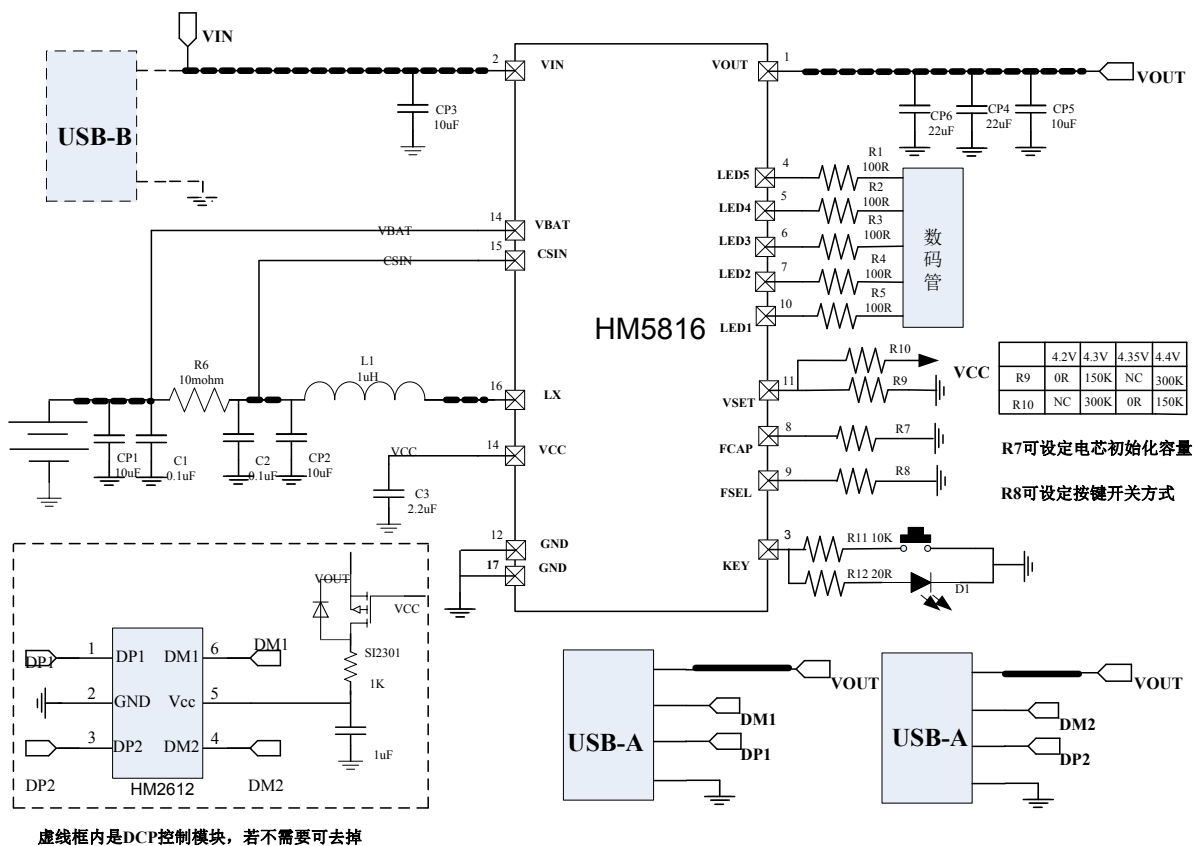 VIN
2
VIN
VOUT
1
VOUT
USB-B
CP3
10uF
CP6
22uF
CP4
22uF
CP5
10uF
LED5
4
R1
100R
LED4
5
R2
100R
LED3
6
R3
100R
LED2
7
R4
100R
LED1
10
R5
100R
数
码
管
14
VBAT
VBAT
15
CSIN
CSIN
HM5816
R6
10mohm
L1
1uH
16
LX
CP1
10uF
C1
0.1uF
C2
0.1uF
CP2
10uF
14
VCC
VCC
C3
2.2uF
12
GND
17
GND
R10
VCC
11
R9
VSET
8
R7
FCAP
9
R8
FSEL
3
KEY
R11 10K
R12 20R
D1
4.2V 4.3V 4.35V 4.4V
R9 0R 150K NC 300K
R10 NC 300K 0R 150K
R7可设定电芯初始化容量
R8可设定按键开关方式
VOUT
VCC
SI2301
1K
1uF
DP1
1
DP1
DM1
6
DM1
2
GND
Vcc
5
3
DP2
DM2
4
DP2
HM2612
DM2
USB-A
VOUT
DM1
DP1
USB-A
VOUT
DM2
DP2
虚线框内是DCP控制模块，若不需要可去掉